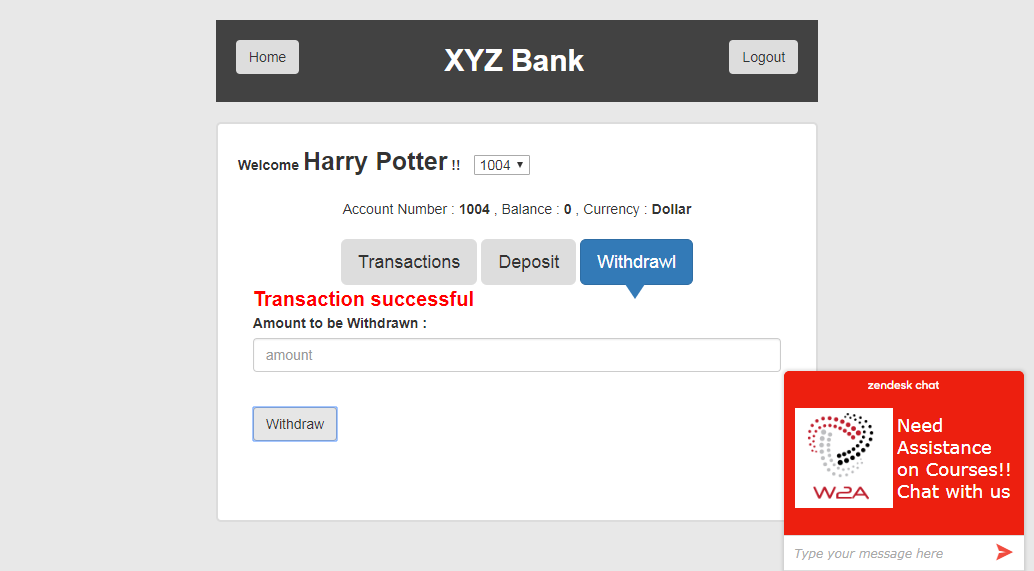 Home
XYZ Bank
Logout
Welcome Harry Potter !! 1004
Account Number : 1004 , Balance : 0 , Currency : Dollar
Transactions
Deposit
Withdrawl
Transaction successful
Amount to be Withdrawn :
amount
Withdraw
zendesk chat
W2A
Need
Assistance
on Courses!!
Chat with us
Type your message here